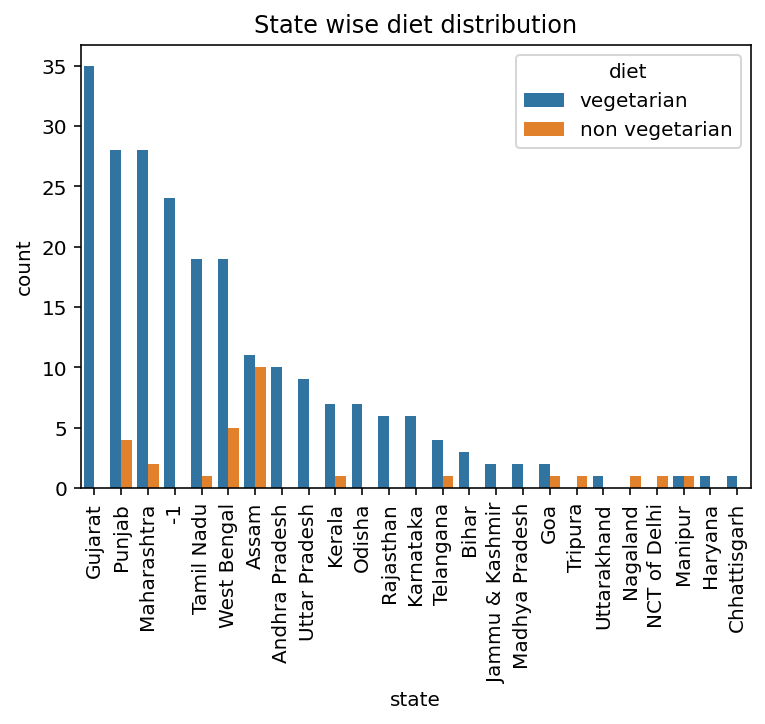 State wise diet distribution
diet
vegetarian
non vegetarian
count
35
30
25
20
15
10
5
0
Gujarat
Punjab
Maharashtra
-1
Tamil Nadu
West Bengal
Assam
Andhra Pradesh
Uttar Pradesh
Kerala
Odisha
Rajasthan
Karnataka
Telangana
Bihar
Jammu & Kashmir
Madhya Pradesh
Goa
Tripura
Uttarakhand
Nagaland
NCT of Delhi
Manipur
Haryana
Chhattisgarh
state